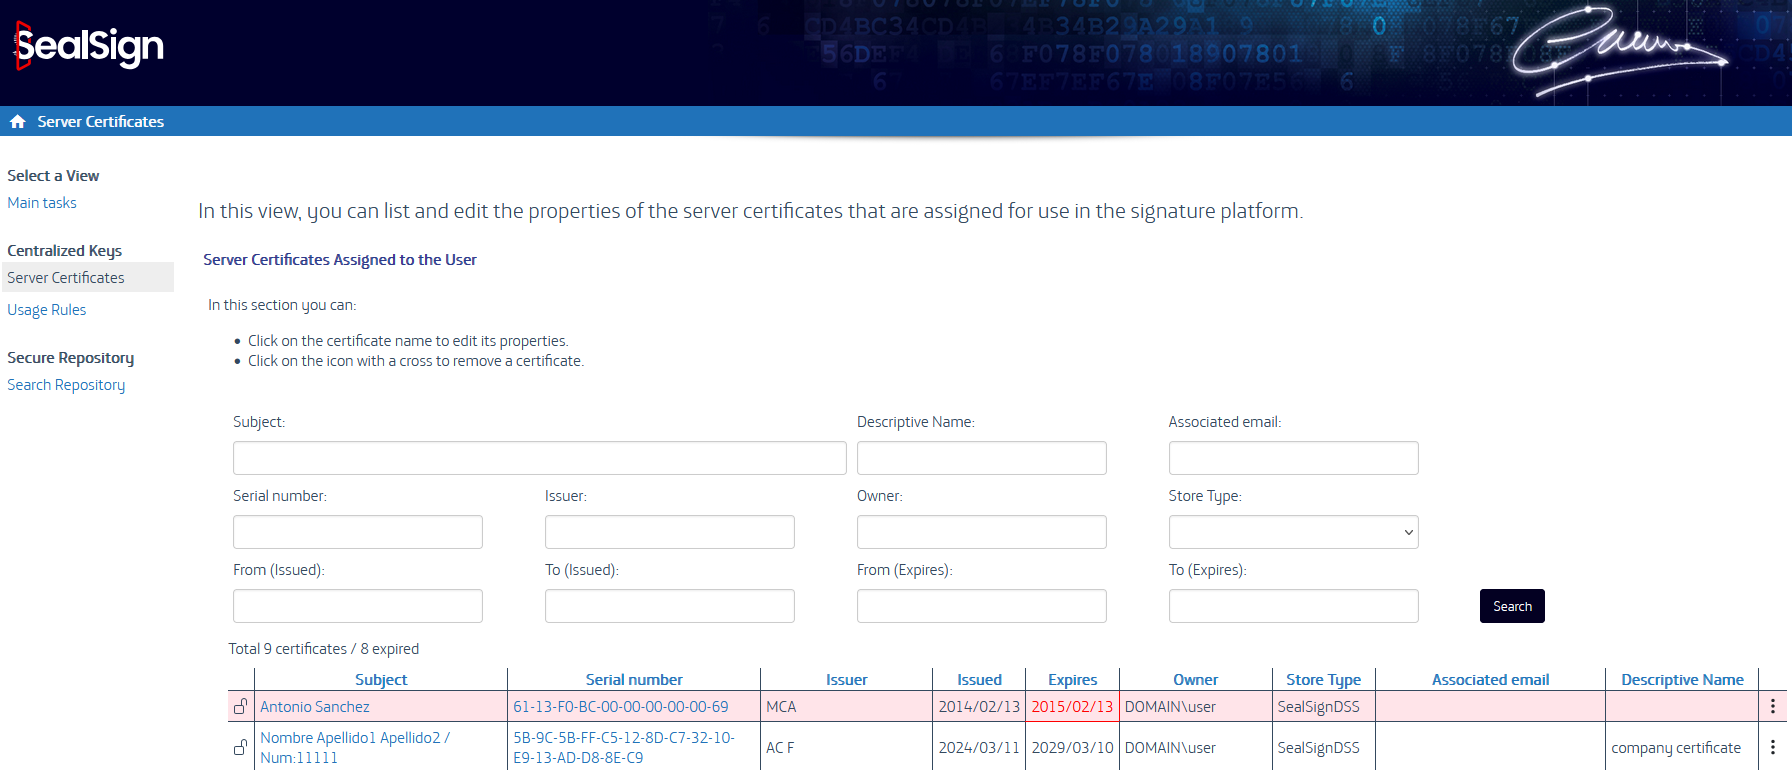 SealSign
Server Certificates
Select a View
Main tasks
Centralized Keys
Server Certificates
Usage Rules
Secure Repository
Search Repository
In this view, you can list and edit the properties of the server certificates that are assigned for use in the signature platform.
Server Certificates Assigned to the User
In this section you can:
Click on the certificate name to edit its properties.
Click on the icon with a cross to remove a certificate.
Subject: Descriptive Name: Associated email:
Serial number: Issuer: Owner: Store Type:
From (Issued): To (Issued): From (Expires): To (Expires):
Search
Total 9 certificates / 8 expired
Subject Serial number Issuer Issued Expires Owner Store Type Associated email Descriptive Name
Antonio Sanchez 61-13-F0-BC-00-00-00-00-00-69 MCA 2014/02/13 2015/02/13 DOMAIN\user SealSignDSS
Nombre Apellido1 Apellido2 / Num:11111 5B-9C-5B-FF-C5-12-8D-C7-32-10-E9-13-AD-D8-8E-C9 AC F 2024/03/11 2029/03/10 DOMAIN\user SealSignDSS company certificate